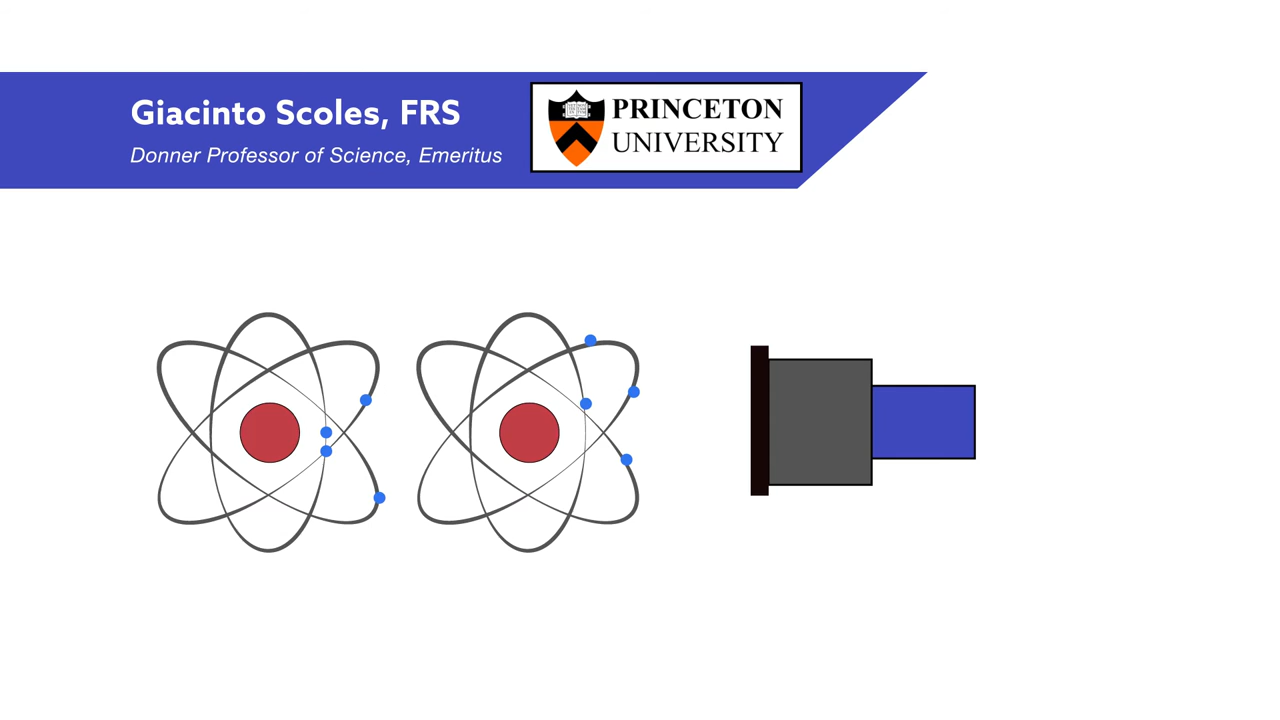 Giacinto Scoles, FRS
Donner Professor of Science, Emeritus
PRINCETON
UNIVERSITY